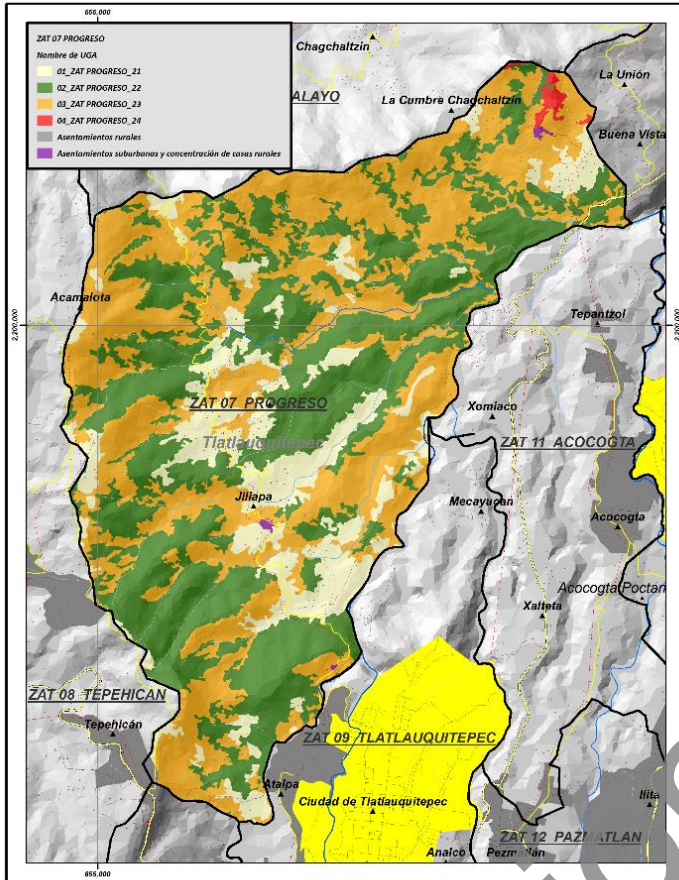 655,000
ZAT 07 PROGRESO
Nombre de UGA
01_ZAT PROGRESO_21
02_ZAT PROGRESO_22
03_ZAT PROGRESO_23
04_ZAT PROGRESO_24
Asentamientos rurales
Asentamientos suburbanos y concentración de casas rurales
Chagchaltzin
ALAYO
La Cumbre Chagchaltzin
La Unión
Buena Vista
Acamalota
Tepantzol
2,200,000
2,200,000
ZAT 07 PROGRESO
Xomiaco
Tlatlauquitepec
ZAT 11 ACOCOGTA
Jiliapa
Mecayucan
Acocogta
Acocogta Poctan
Xalteta
ZAT 08 TEPEHICAN
Tepehicán
ZAT 09 TLATLAUQUITEPEC
Atalpa
Ciudad de Tlatlauquitepec
Ilita
ZAT 12 PAZMATLAN
Analco
Pezmatlán
655,000